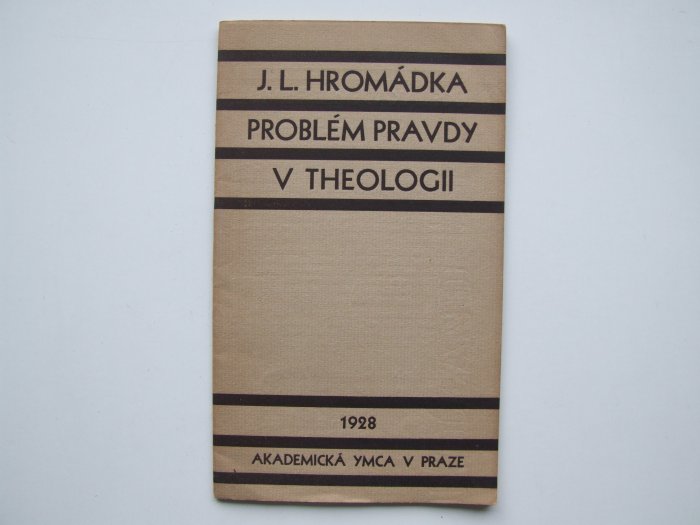 J. L. HROMÁDKA
PROBLÉM PRAVDY
V THEOLOGII
1928
AKADEMICKÁ YMCA V PRAZE